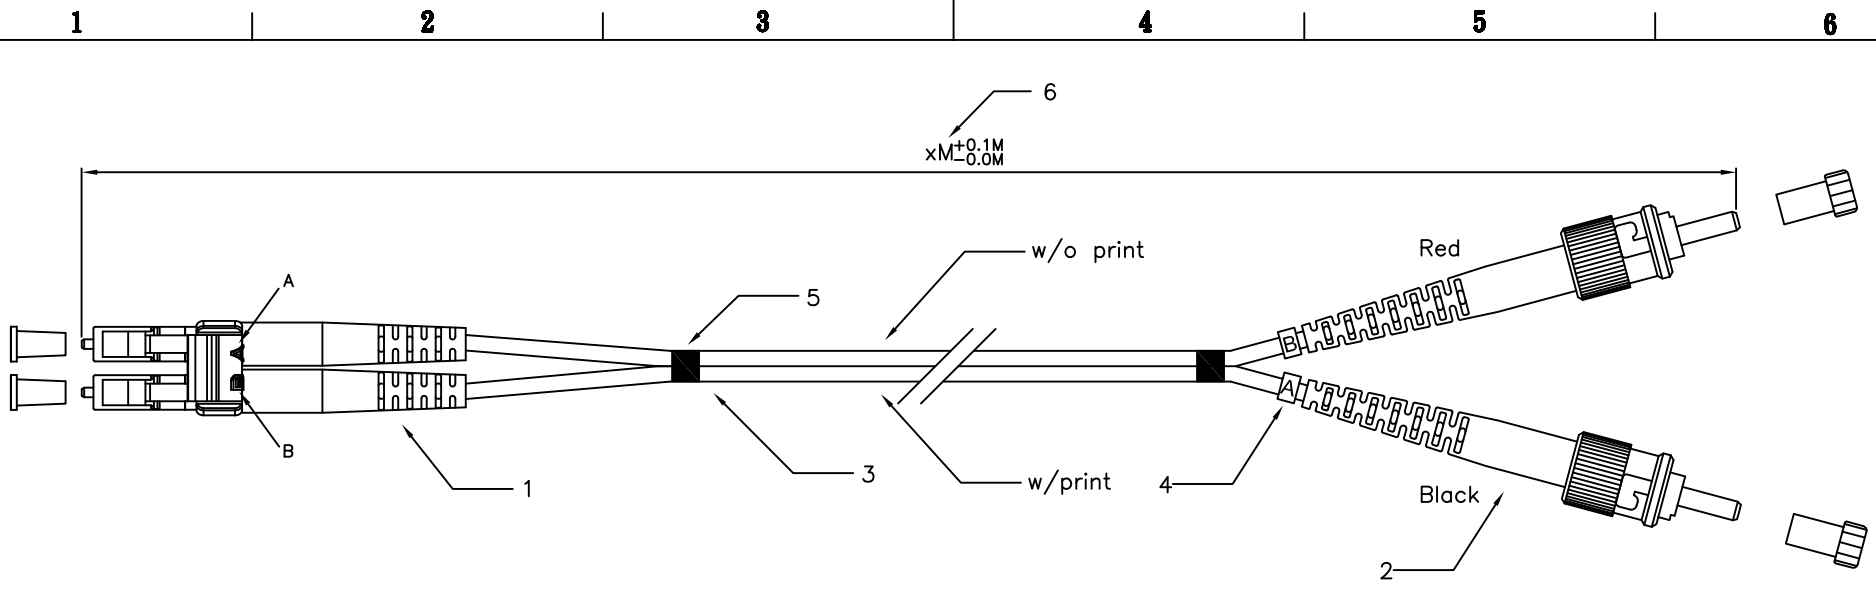 1 2 3 4 5 6
6
xM+0.1M
-0.0M
w/o print
Red
A
5
B
A
A
B
3
w/print
1
4
Black
2